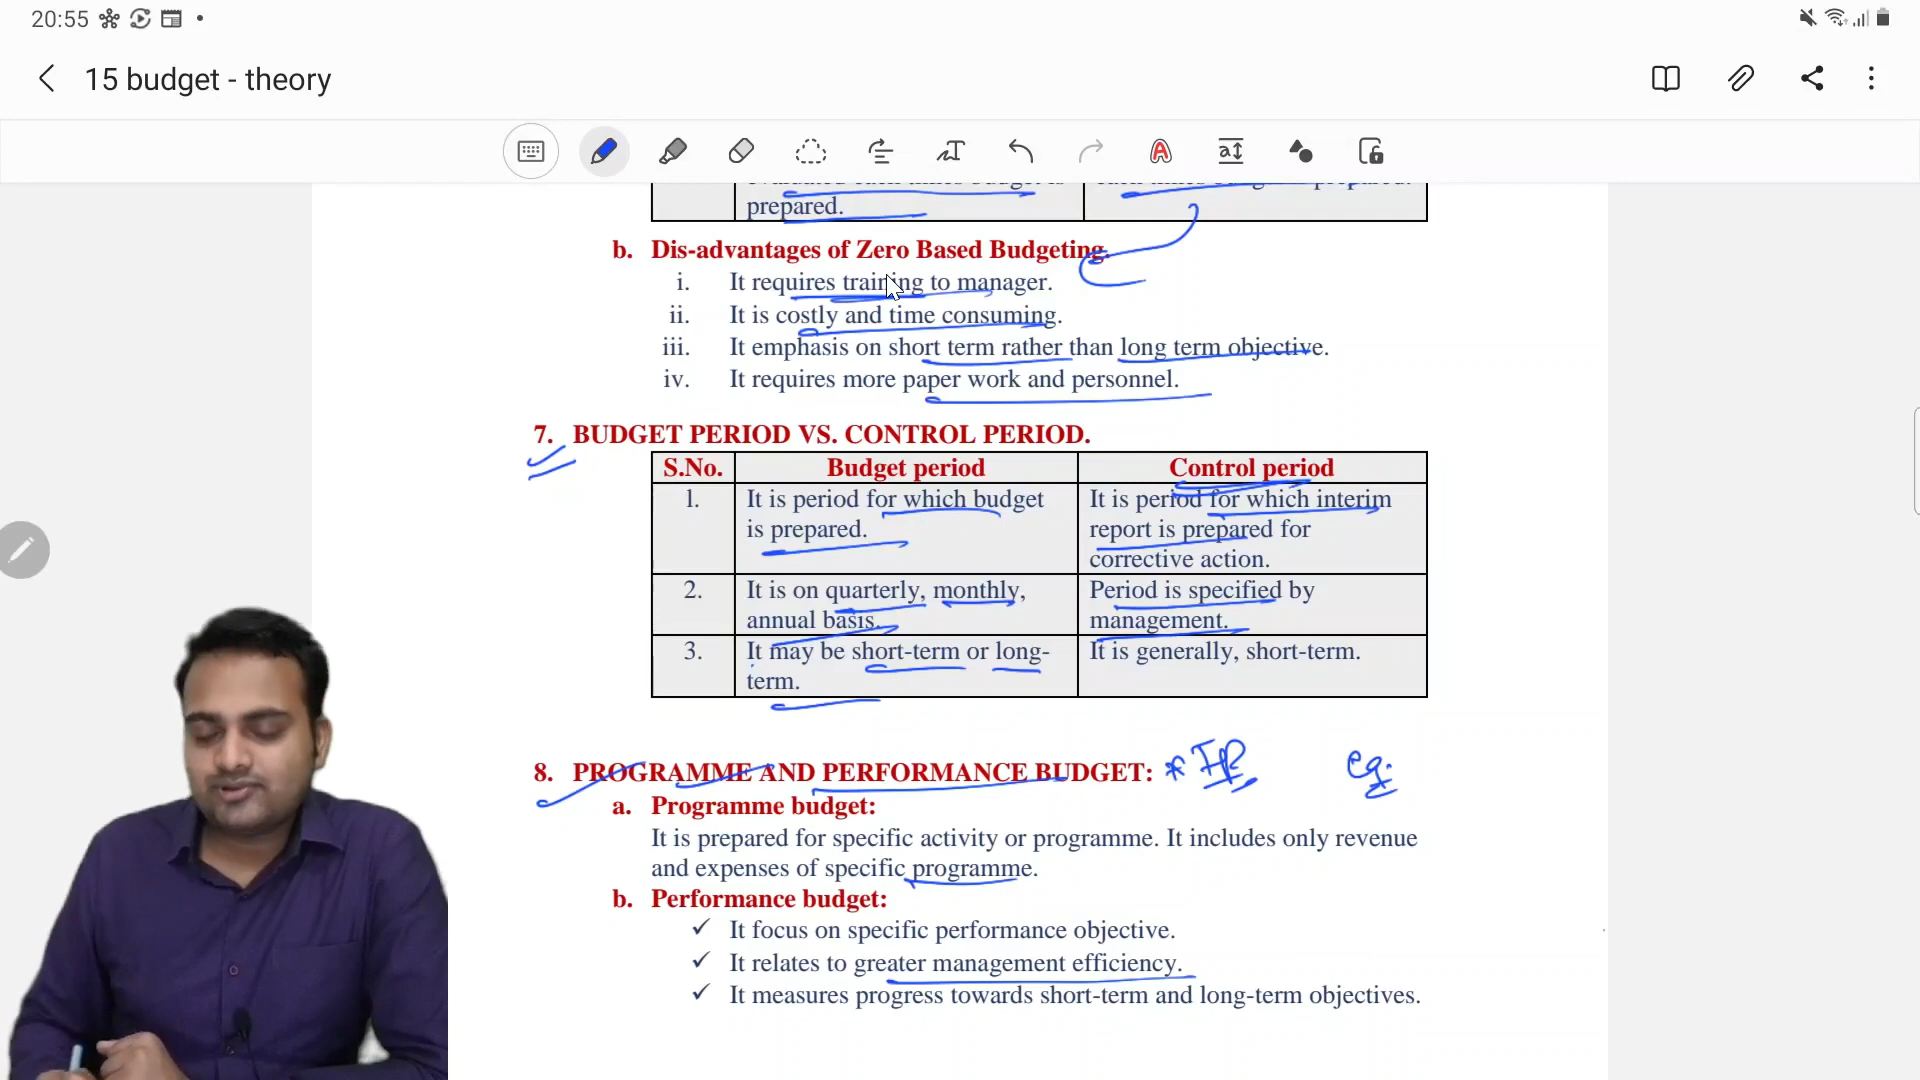 20:55
15 budget - theory
evaluated each times budget is
prepared.
b. Dis-advantages of Zero Based Budgeting.
i. It requires training to manager.
ii. It is costly and time consuming.
iii. It emphasis on short term rather than long term objective.
iv. It requires more paper work and personnel.
7. BUDGET PERIOD VS. CONTROL PERIOD.
S.No. Budget period Control period
1. It is period for which budget
is prepared.
It is period for which interim
report is prepared for
corrective action.
2. It is on quarterly, monthly,
annual basis.
Period is specified by
management.
3. It may be short-term or long-
term.
It is generally, short-term.
8. PROGRAMME AND PERFORMANCE BUDGET: * eg.
a. Programme budget:
It is prepared for specific activity or programme. It includes only revenue
and expenses of specific programme.
b. Performance budget:
✓ It focus on specific performance objective.
✓ It relates to greater management efficiency.
✓ It measures progress towards short-term and long-term objectives.